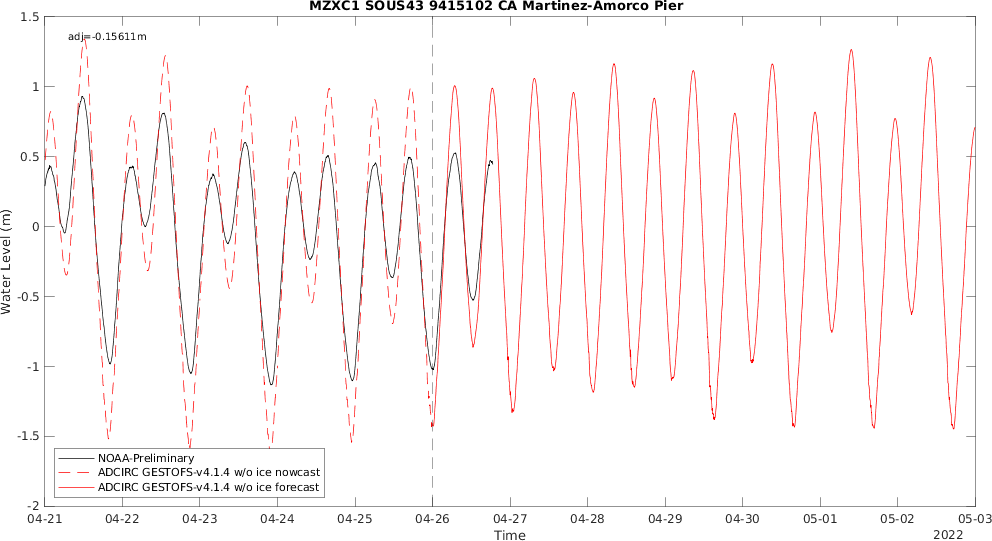 MZXC1 SOUS43 9415102 CA Martinez-Amorco Pier
1.5
adj=-0.15611m
1
0.5
0
-0.5
-1
-1.5
-2
Water Level (m)
NOAA-Preliminary
ADCIRC GESTOFS-v4.1.4 w/o ice nowcast
ADCIRC GESTOFS-v4.1.4 w/o ice forecast
04-21 04-22 04-23 04-24 04-25 04-26 04-27 04-28 04-29 04-30 05-01 05-02 05-03
Time
2022